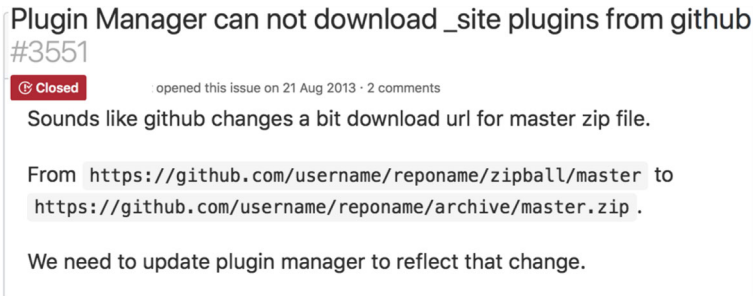 Plugin Manager can not download _site plugins from github
#3551
Closed opened this issue on 21 Aug 2013 · 2 comments
Sounds like github changes a bit download url for master zip file.
From https://github.com/username/reponame/zipball/master to
https://github.com/username/reponame/archive/master.zip.
We need to update plugin manager to reflect that change.